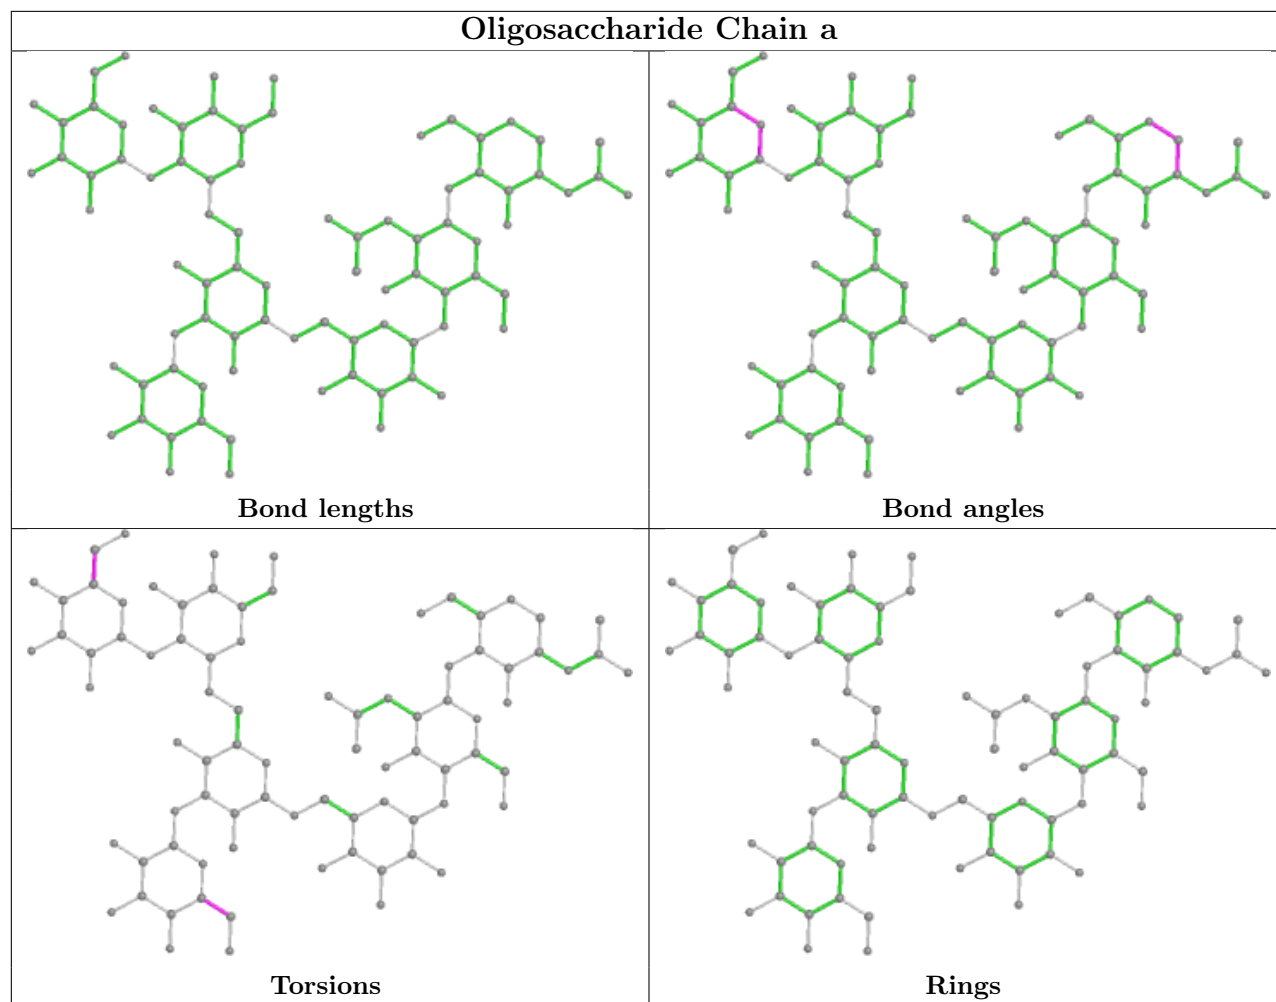 Oligosaccharide Chain a
Bond lengths
Bond angles
Torsions
Rings